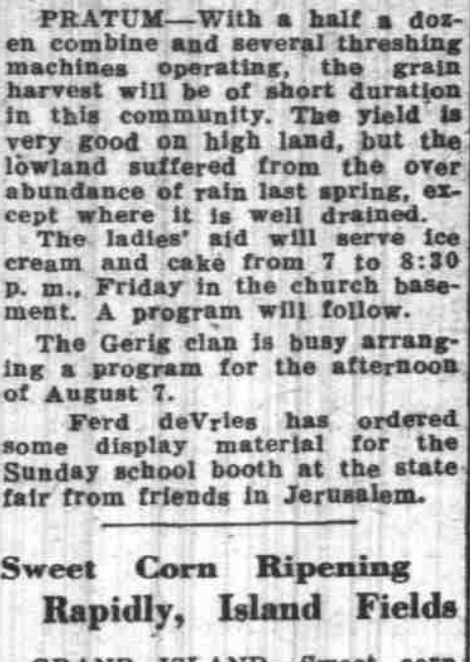 PRATUM—With a half a doz-
en combine and several threshing
machines operating, the grain
harvest will be of short duration
in this community. The yield is
very good on high land, but the
lowland suffered from the over
abundance of rain last spring, ex-
cept where it is well drained.
The ladies' aid will serve ice
cream and cake from 7 to 8:30
p. m., Friday in the church base-
ment. A program will follow.
The Gerig clan is busy arrang-
ing a program for the afternoon
of August 7.
Ferd deVries has ordered
some display material for the
Sunday school booth at the state
fair from friends in Jerusalem.
Sweet Corn Ripening
Rapidly, Island Fields
GRAND ISLAND